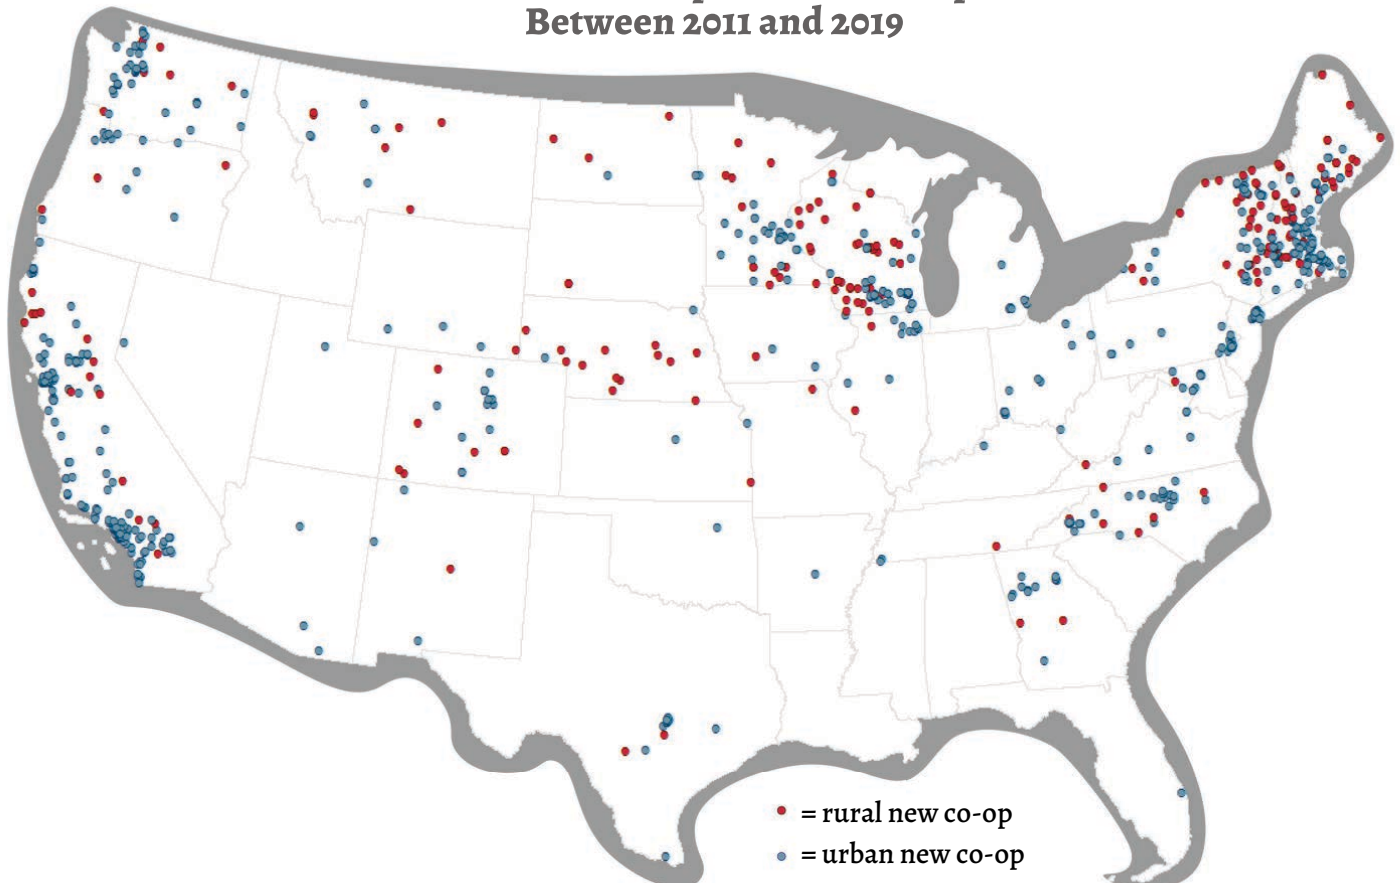 Between 2011 and 2019
= rural new co-op
= urban new co-op